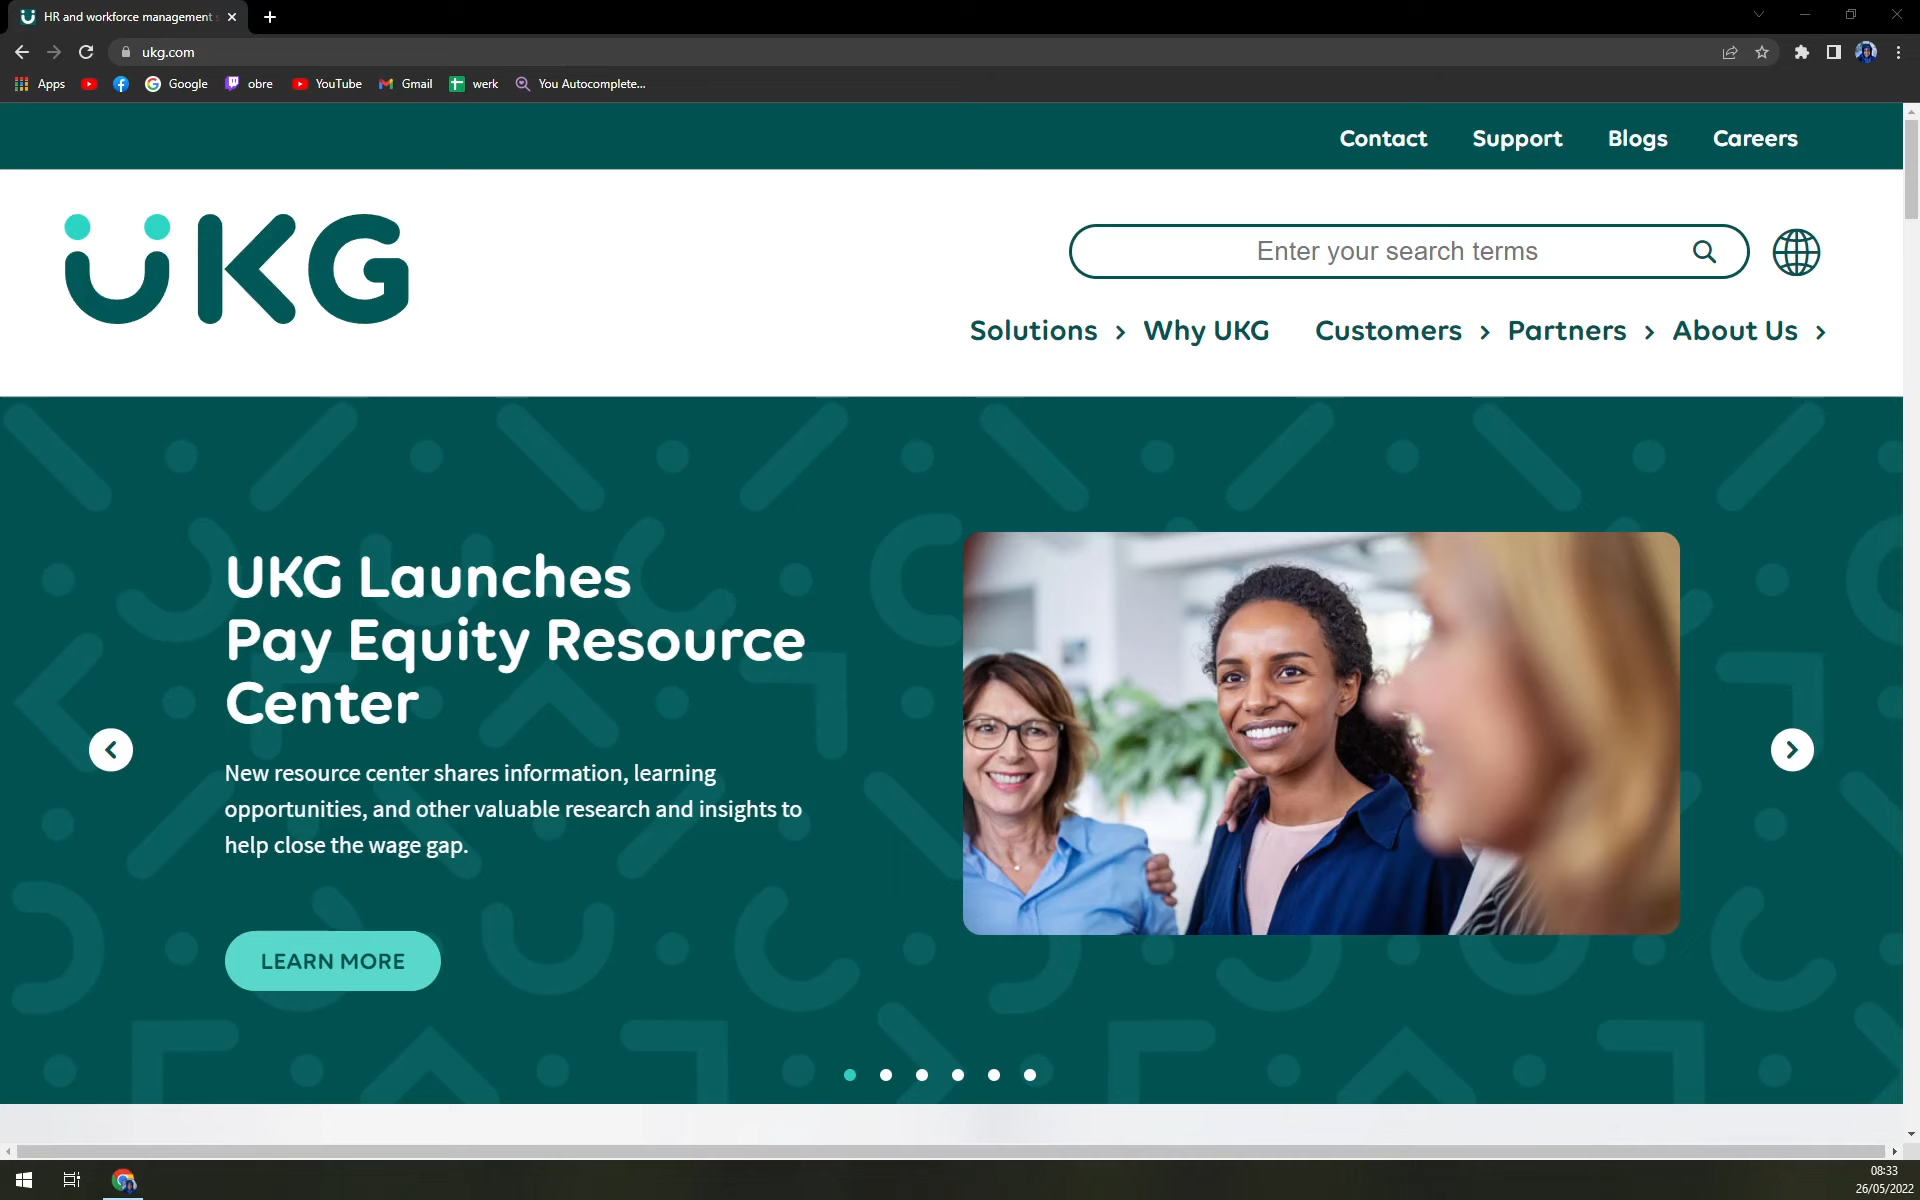 HR and workforce management
ukg.com
Apps
Google
obre
YouTube
Gmail
werk
You Autocomplete...
Contact
Support
Blogs
Careers
UKG
Enter your search terms
Solutions
Why UKG
Customers
Partners
About Us
UKG Launches
Pay Equity Resource
Center
New resource center shares information, learning
opportunities, and other valuable research and insights to
help close the wage gap.
LEARN MORE
08:33
26/05/2022